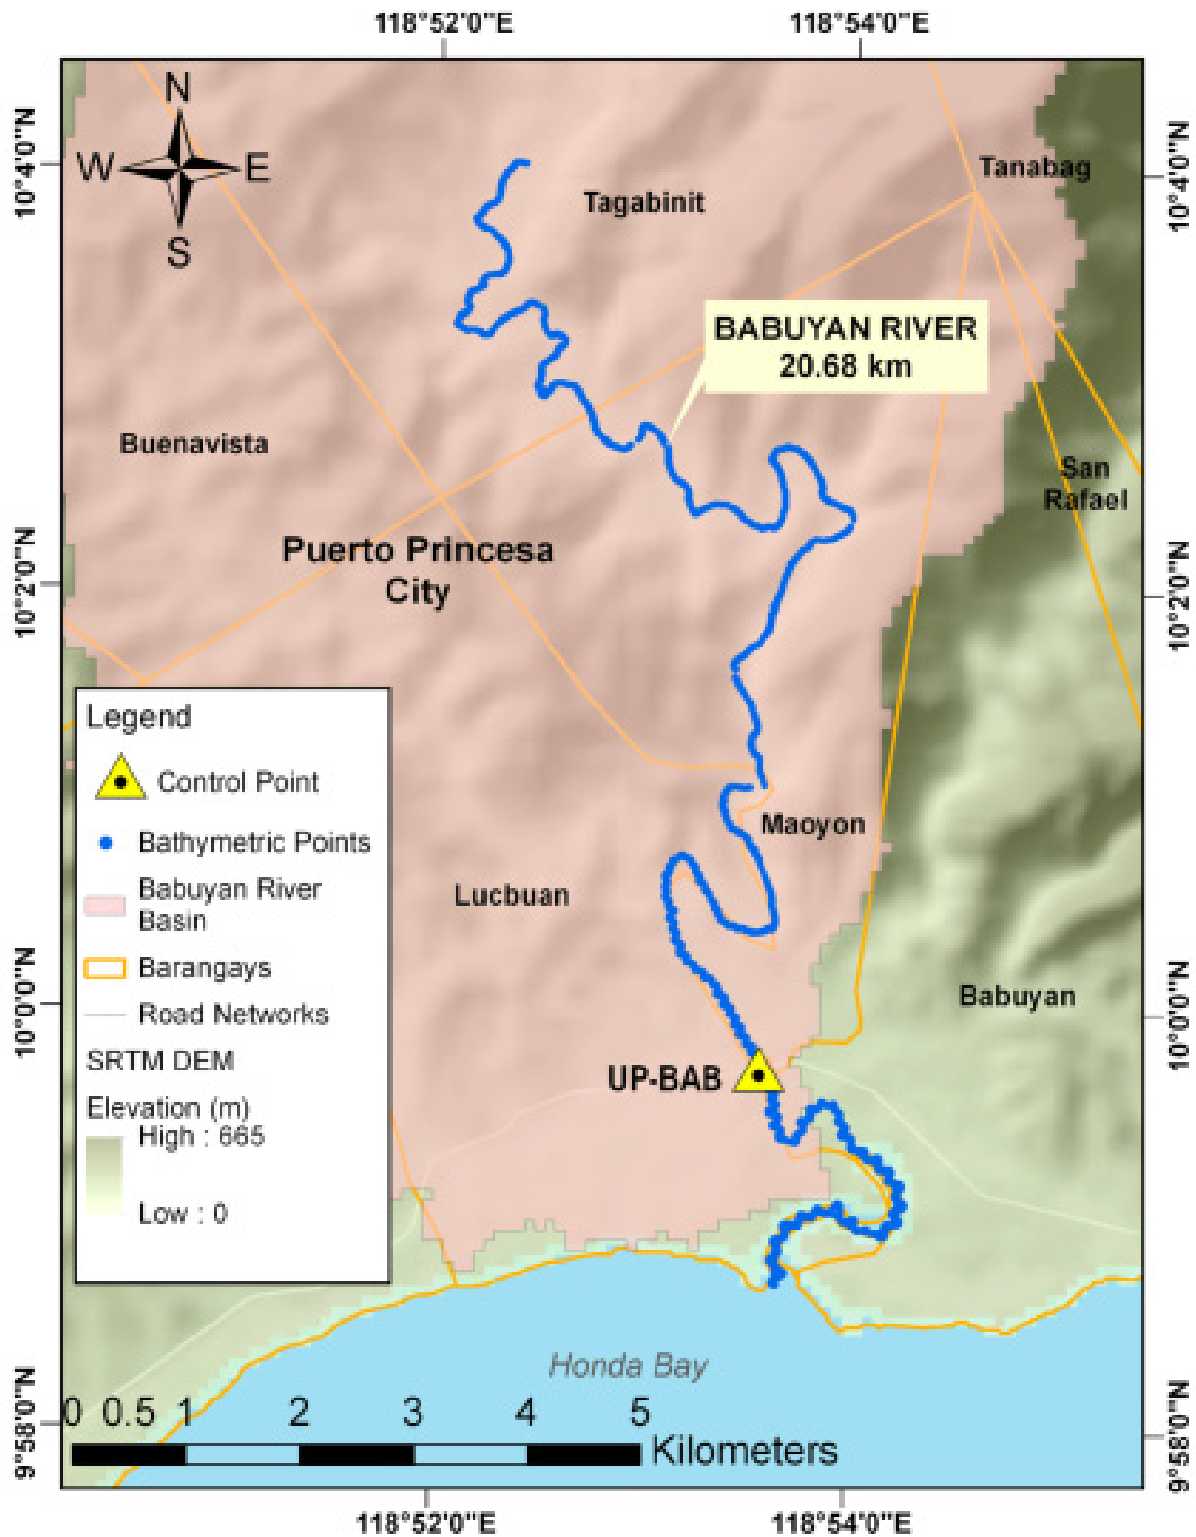 118°52'0"E
118°54'0"E
N
W
E
S
10°4'0"N
10°4'0"N
Tanabag
Tagabinit
BABUYAN RIVER
20.68 km
Buenavista
San
Rafael
Puerto Princesa
City
10°2'0"N
10°2'0"N
Legend
Control Point
Bathymetric Points
Babuyan River
Basin
Barangays
Road Networks
SRTM DEM
Elevation (m)
High : 665
Low : 0
Maoyon
Lucbuan
Babuyan
10°0'0"N
10°0'0"N
UP-BAB
Honda Bay
0 0.5 1 2 3 4 5
Kilometers
9°58'0"N
9°58'0"N
118°52'0"E
118°54'0"E